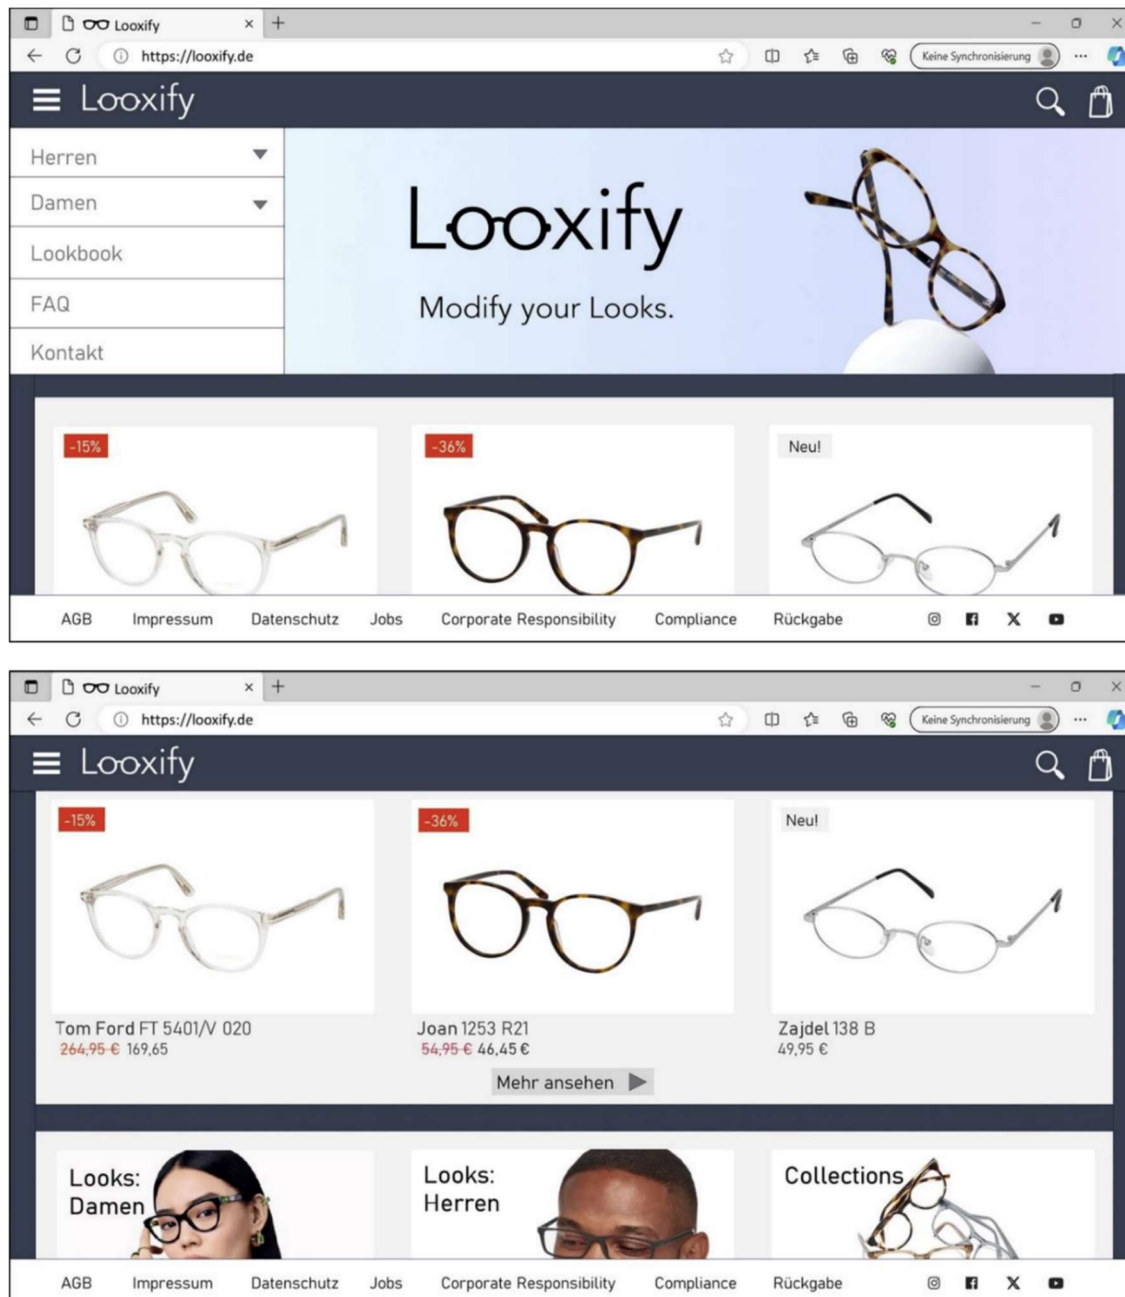 Looxify
https://looxify.de
Keine Synchronisierung
Looxify
Herren
Damen
Lookbook
FAQ
Kontakt
Looxify
Modify your Looks.
-15%
-36%
Neu!
AGB Impressum Datenschutz Jobs Corporate Responsibility Compliance Rückgabe
Looxify
https://looxify.de
Keine Synchronisierung
Looxify
-15%
-36%
Neu!
Tom Ford FT 5401/V 020
264,95 € 169,65
Joan 1253 R21
54,95 € 46,45 €
Zajdel 138 B
49,95 €
Mehr ansehen
Looks:
Damen
Looks:
Herren
Collections
AGB Impressum Datenschutz Jobs Corporate Responsibility Compliance Rückgabe